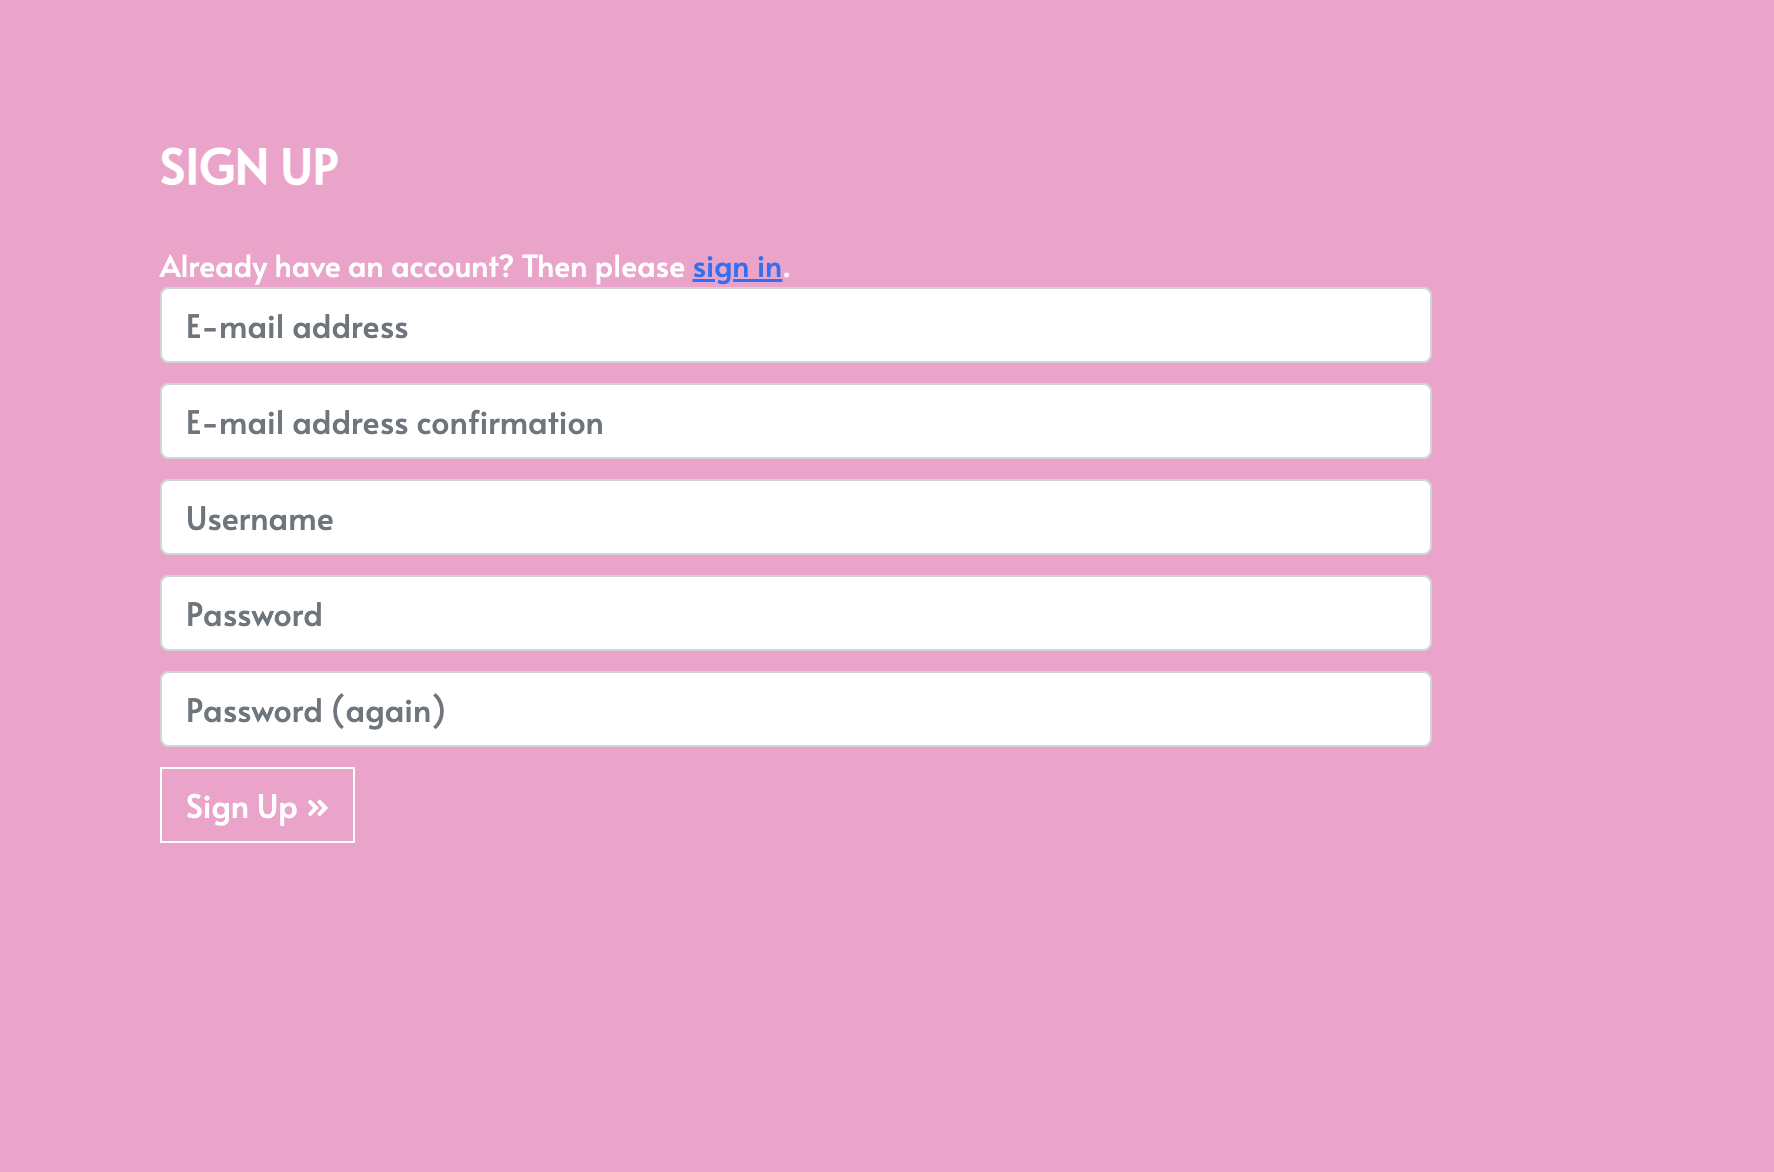 SIGN UP
Already have an account? Then please sign in.
E-mail address
E-mail address confirmation
Username
Password
Password (again)
Sign Up »